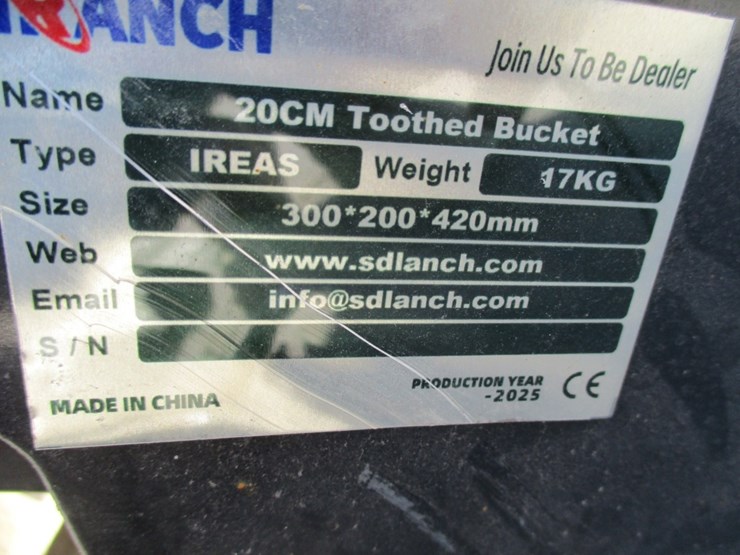 Join Us To Be Dealer
Name 20CM Toothed Bucket
Type IREAS Weight 17KG
Size 300*200*420mm
Web www.sdlanch.com
Email info@sdlanch.com
S/N
MADE IN CHINA
PRODUCTION YEAR
-2025 CE